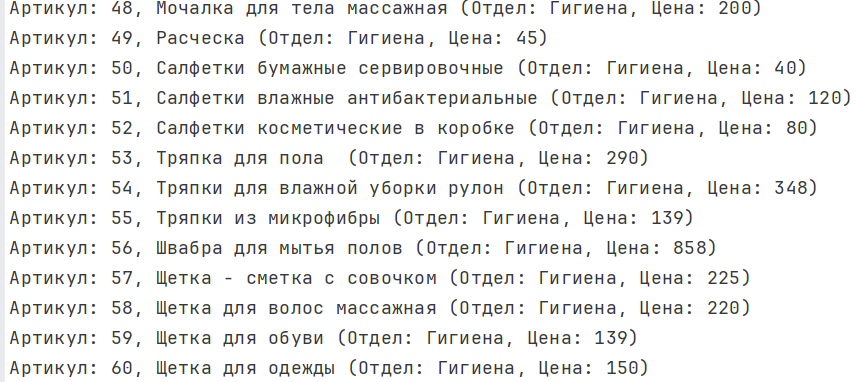 Артикул: 48, Мочалка для тела массажная (Отдел: Гигиена, Цена: 200)
Артикул: 49, Расческа (Отдел: Гигиена, Цена: 45)
Артикул: 50, Салфетки бумажные сервировочные (Отдел: Гигиена, Цена: 40)
Артикул: 51, Салфетки влажные антибактериальные (Отдел: Гигиена, Цена: 120)
Артикул: 52, Салфетки косметические в коробке (Отдел: Гигиена, Цена: 80)
Артикул: 53, Тряпка для пола  (Отдел: Гигиена, Цена: 290)
Артикул: 54, Тряпки для влажной уборки рулон (Отдел: Гигиена, Цена: 348)
Артикул: 55, Тряпки из микрофибры (Отдел: Гигиена, Цена: 139)
Артикул: 56, Швабра для мытья полов (Отдел: Гигиена, Цена: 858)
Артикул: 57, Щетка - сметка с совочком (Отдел: Гигиена, Цена: 225)
Артикул: 58, Щетка для волос массажная (Отдел: Гигиена, Цена: 220)
Артикул: 59, Щетка для обуви (Отдел: Гигиена, Цена: 139)
Артикул: 60, Щетка для одежды (Отдел: Гигиена, Цена: 150)